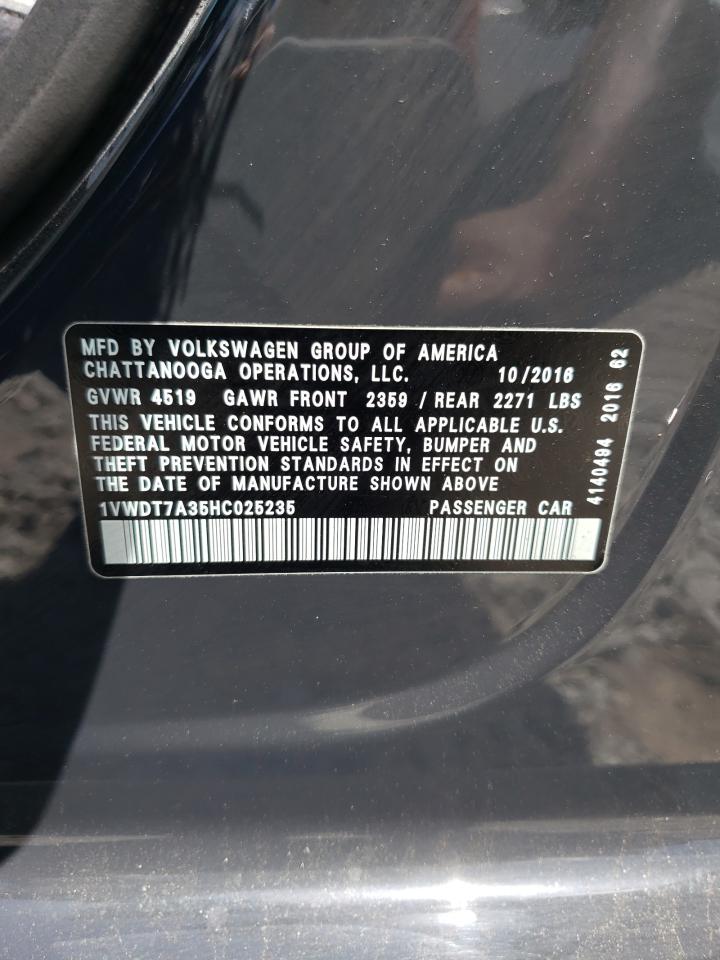 MFD BY VOLKSWAGEN GROUP OF AMERICA
CHATTANOOGA OPERATIONS, LLC. 10/2016
GVWR 4519 GAWR FRONT 2359 / REAR 2271 LBS
THIS VEHICLE CONFORMS TO ALL APPLICABLE U.S.
FEDERAL MOTOR VEHICLE SAFETY, BUMPER AND
THEFT PREVENTION STANDARDS IN EFFECT ON
THE DATE OF MANUFACTURE SHOWN ABOVE
1VWDT7A35HC025235 PASSENGER CAR
4140494 2016 62